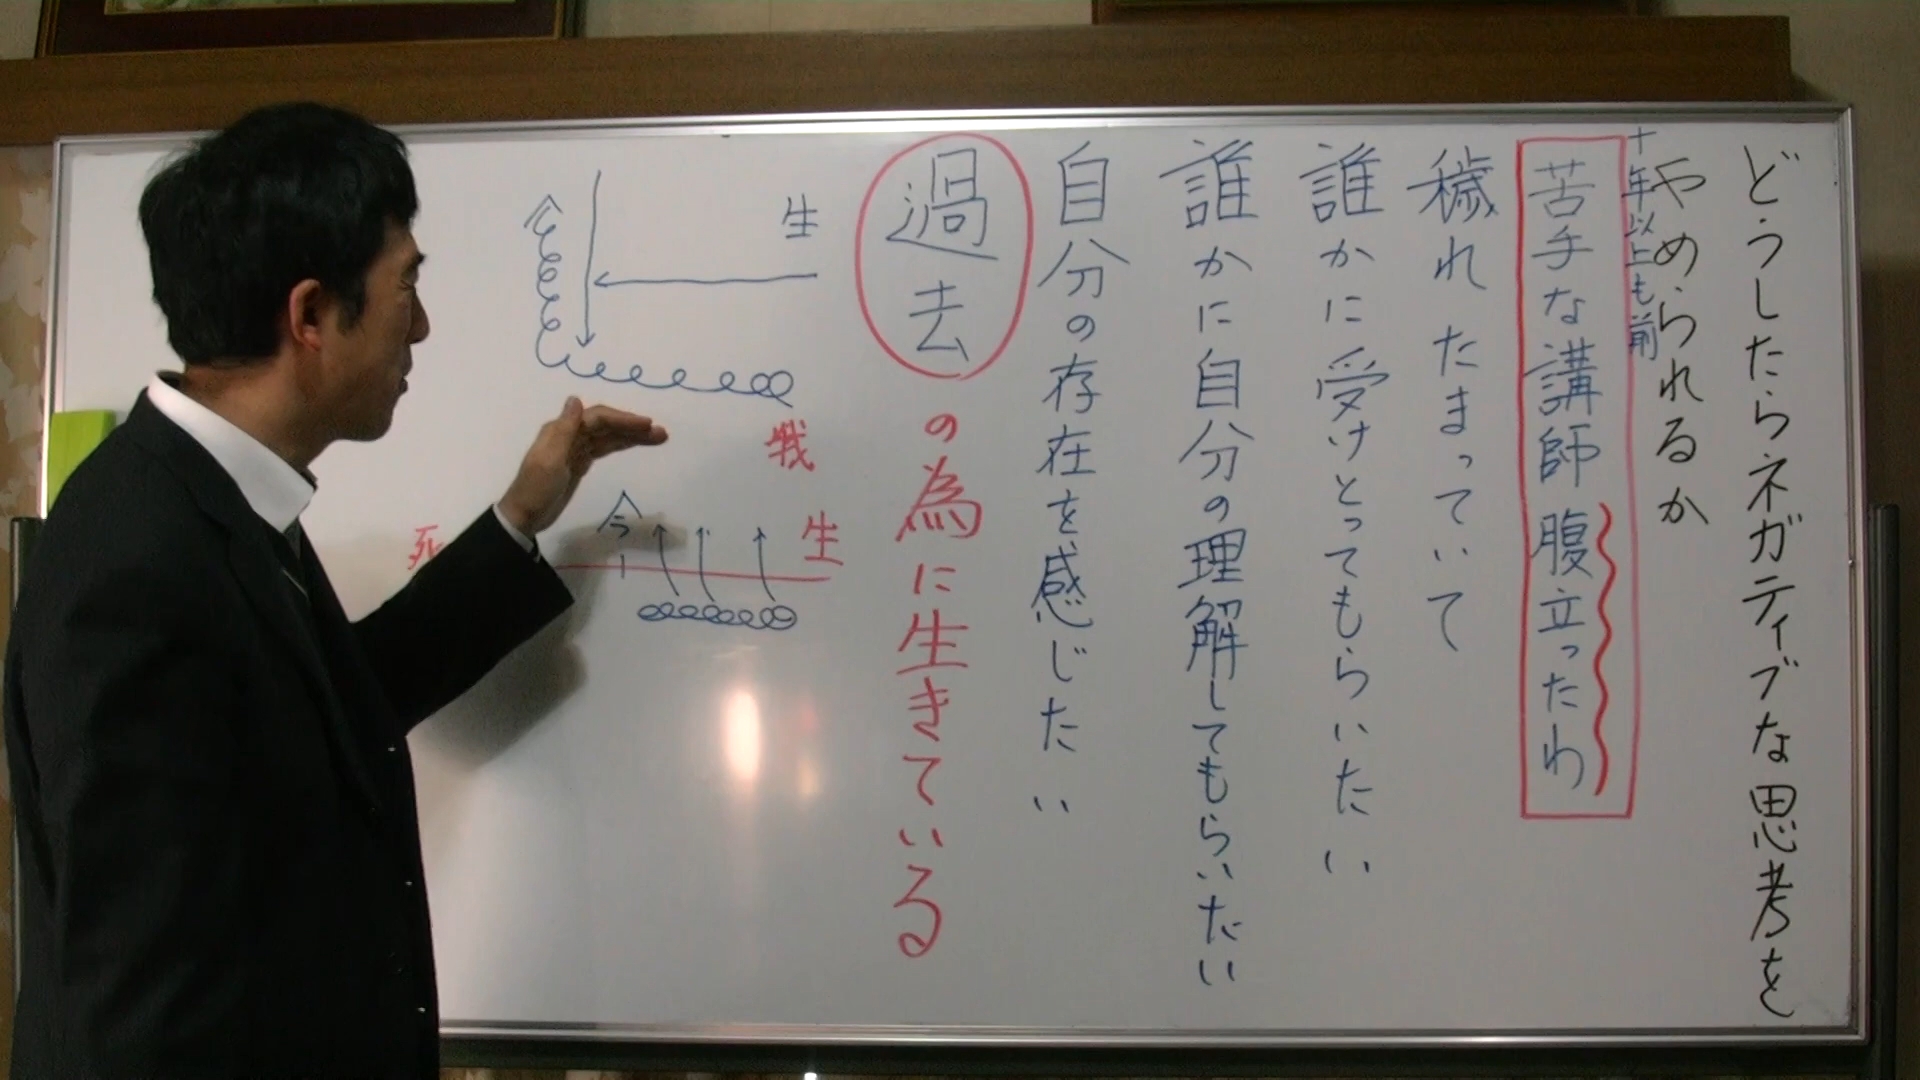 どうしたらネガティブな思考を
やめられるか
十年以上も前
苦手な講師 腹立ったわ
穢れ たまっていて
誰かに受けとってもらいたい
誰かに自分の理解してもらいたい
自分の存在を感じたい
過去の為に生きている
生
我
生
今
死